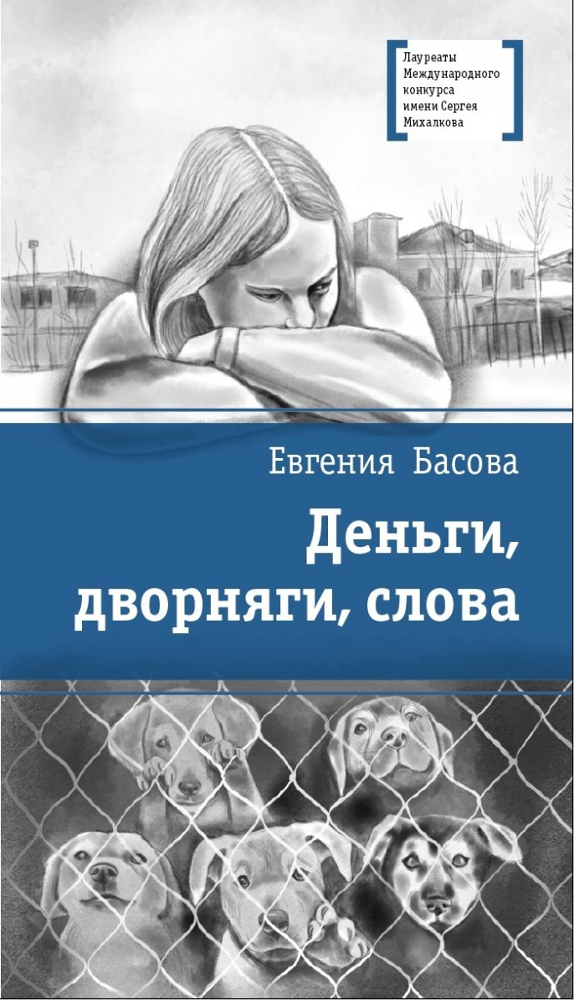 Лауреаты
Международного
конкурса
имени Сергея
Михалкова
Евгения Басова
Деньги,
дворняги, слова